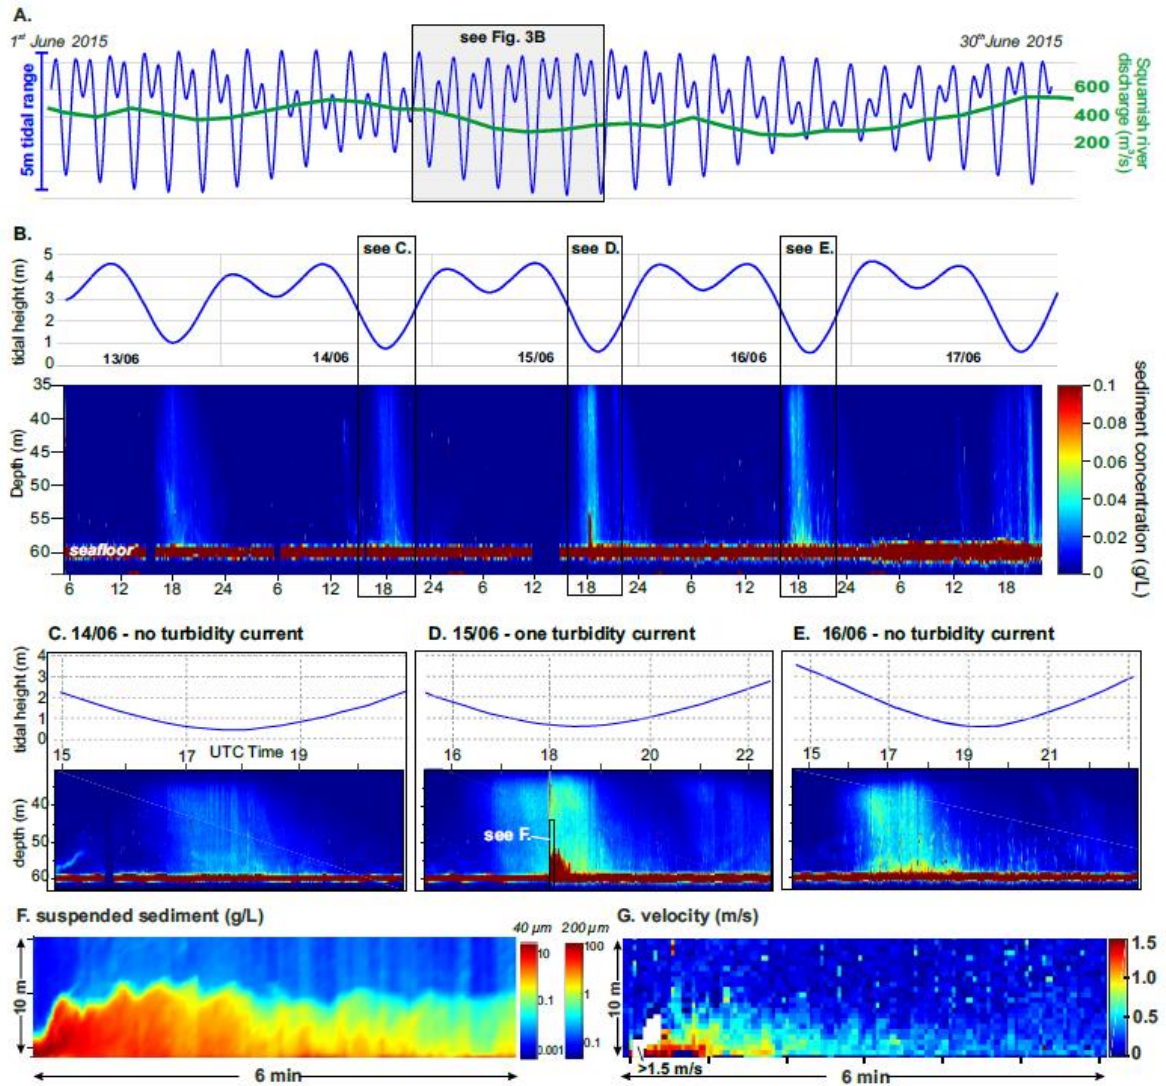 A.
1st June 2015
see Fig. 3B
30th June 2015
5m tidal range
600
400
200
Squamish river
discharge (m³/s)
B.
see C.
see D.
see E.
tidal height (m)
5
4
3
2
1
0
13/06
14/06
15/06
16/06
17/06
Depth (m)
35
40
45
50
55
60
seafloor
6
12
18
24
6
12
18
24
6
12
18
24
6
12
18
24
6
12
18
0.1
0.08
0.06
0.04
0.02
0
sediment concentration (g/L)
C. 14/06 - no turbidity current
D. 15/06 - one turbidity current
E. 16/06 - no turbidity current
tidal height (m)
4
3
2
1
0
15
17
UTC Time
19
16
18
20
22
15
17
19
21
depth (m)
40
50
60
see F.
F. suspended sediment (g/L)
10 m
6 min
40 µm
10
0.1
0.001
200 µm
100
1
0.1
G. velocity (m/s)
10 m
>1.5 m/s
6 min
1.5
1.0
0.5
0